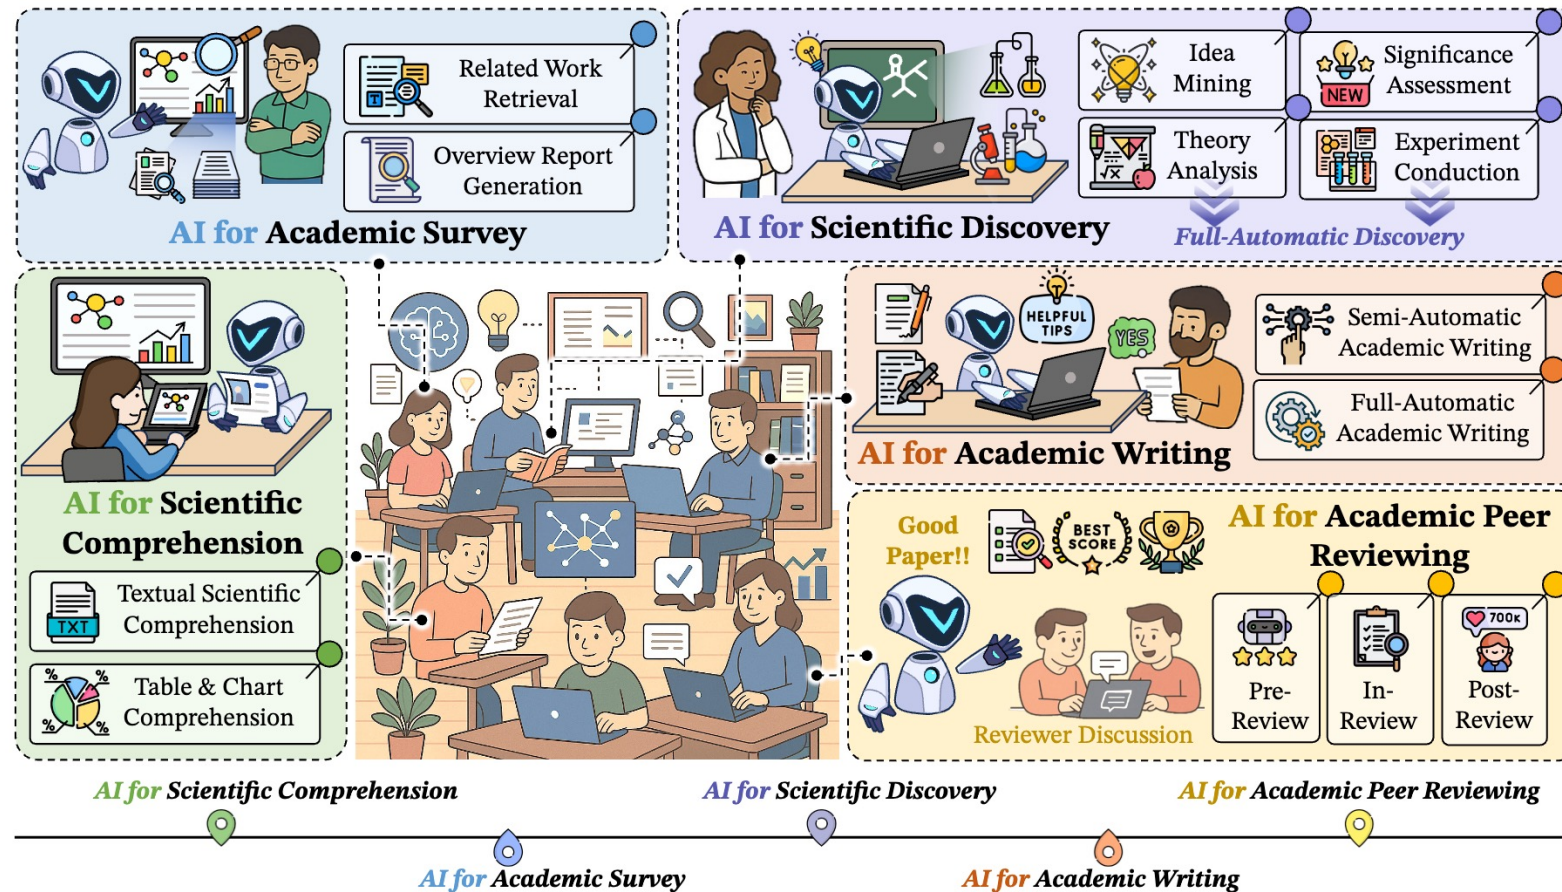 Related Work
Retrieval
Overview Report
Generation
AI for Academic Survey
Idea
Mining
Significance
Assessment
NEW
Theory
Analysis
√x
Experiment
Conduction
AI for Scientific Discovery
Full-Automatic Discovery
AI for Scientific
Comprehension
TXT
Textual Scientific
Comprehension
% %
% %
Table & Chart
Comprehension
HELPFUL
TIPS
YES
Semi-Automatic
Academic Writing
Full-Automatic
Academic Writing
AI for Academic Writing
Good
Paper!!
BEST
SCORE
AI for Academic Peer
Reviewing
Reviewer Discussion
Pre-
Review
In-
Review
700K
Post-
Review
AI for Scientific Comprehension
AI for Scientific Discovery
AI for Academic Peer Reviewing
AI for Academic Survey
AI for Academic Writing